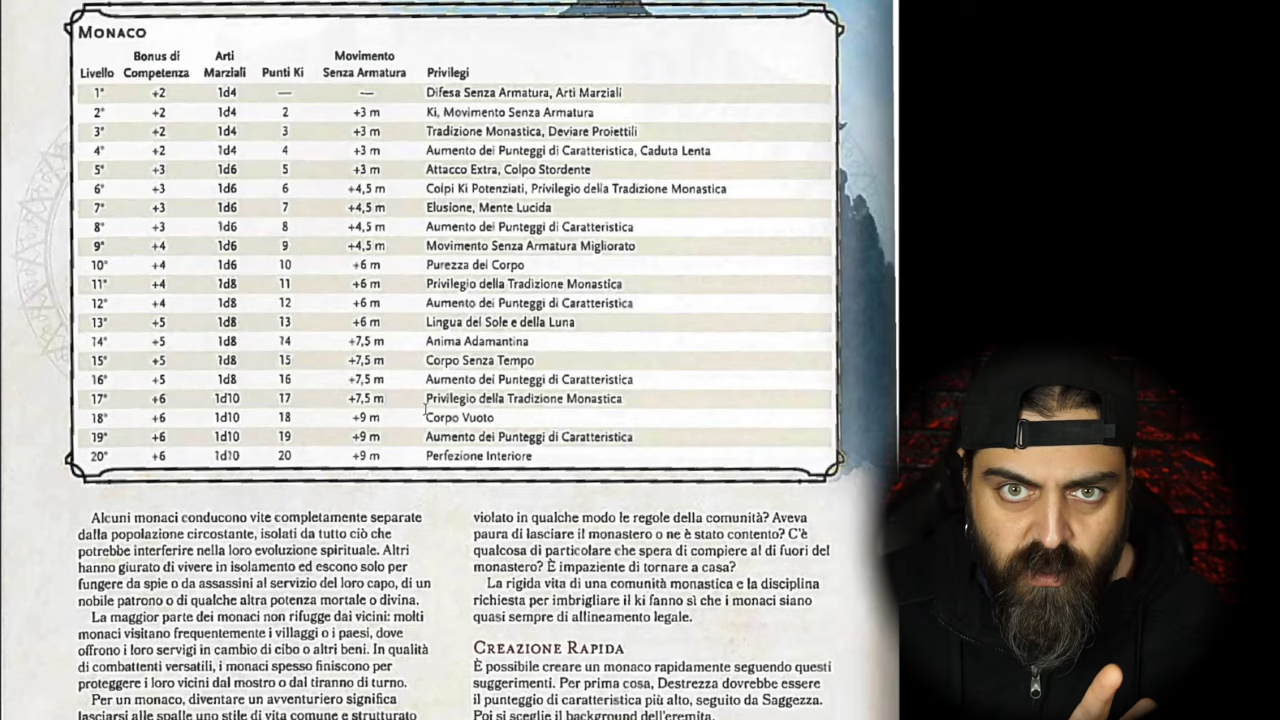 MONACO
Bonus di Arti Movimento
Livello Competenza Marziali Punti Ki Senza Armatura Privilegi
1° +2 1d4 — — Difesa Senza Armatura, Arti Marziali
2° +2 1d4 2 +3 m Ki, Movimento Senza Armatura
3° +2 1d4 3 +3 m Tradizione Monastica, Deviare Proiettili
4° +2 1d4 4 +3 m Aumento dei Punteggi di Caratteristica, Caduta Lenta
5° +3 1d6 5 +3 m Attacco Extra, Colpo Stordente
6° +3 1d6 6 +4,5 m Colpi Ki Potenziati, Privilegio della Tradizione Monastica
7° +3 1d6 7 +4,5 m Elusione, Mente Lucida
8° +3 1d6 8 +4,5 m Aumento dei Punteggi di Caratteristica
9° +4 1d6 9 +4,5 m Movimento Senza Armatura Migliorato
10° +4 1d6 10 +6 m Purezza del Corpo
11° +4 1d8 11 +6 m Privilegio della Tradizione Monastica
12° +4 1d8 12 +6 m Aumento dei Punteggi di Caratteristica
13° +5 1d8 13 +6 m Lingua del Sole e della Luna
14° +5 1d8 14 +7,5 m Anima Adamantina
15° +5 1d8 15 +7,5 m Corpo Senza Tempo
16° +5 1d8 16 +7,5 m Aumento dei Punteggi di Caratteristica
17° +6 1d10 17 +7,5 m Privilegio della Tradizione Monastica
18° +6 1d10 18 +9 m Corpo Vuoto
19° +6 1d10 19 +9 m Aumento dei Punteggi di Caratteristica
20° +6 1d10 20 +9 m Perfezione Interiore
Alcuni monaci conducono vite completamente separate
dalla popolazione circostante, isolati da tutto ciò che
potrebbe interferire nella loro evoluzione spirituale. Altri
hanno giurato di vivere in isolamento ed escono solo per
fungere da spie o da assassini al servizio del loro capo, di un
nobile patrono o di qualche altra potenza mortale o divina.
La maggior parte dei monaci non rifugge dai vicini: molti
monaci visitano frequentemente i villaggi o i paesi, dove
offrono i loro servigi in cambio di cibo o altri beni. In qualità
di combattenti versatili, i monaci spesso finiscono per
proteggere i loro vicini dal mostro o dal tiranno di turno.
Per un monaco, diventare un avventuriero significa
lasciarsi alle spalle uno stile di vita comune e strutturato
violato in qualche modo le regole della comunità? Aveva
paura di lasciare il monastero o ne è stato contento? C'è
qualcosa di particolare che spera di compiere al di fuori del
monastero? È impaziente di tornare a casa?
La rigida vita di una comunità monastica e la disciplina
richiesta per imbrigliare il ki fanno sì che i monaci siano
quasi sempre di allineamento legale.
CREAZIONE RAPIDA
È possibile creare un monaco rapidamente seguendo questi
suggerimenti. Per prima cosa, Destrezza dovrebbe essere
il punteggio di caratteristica più alto, seguito da Saggezza.
Poi si sceglie il background dell'eremita.